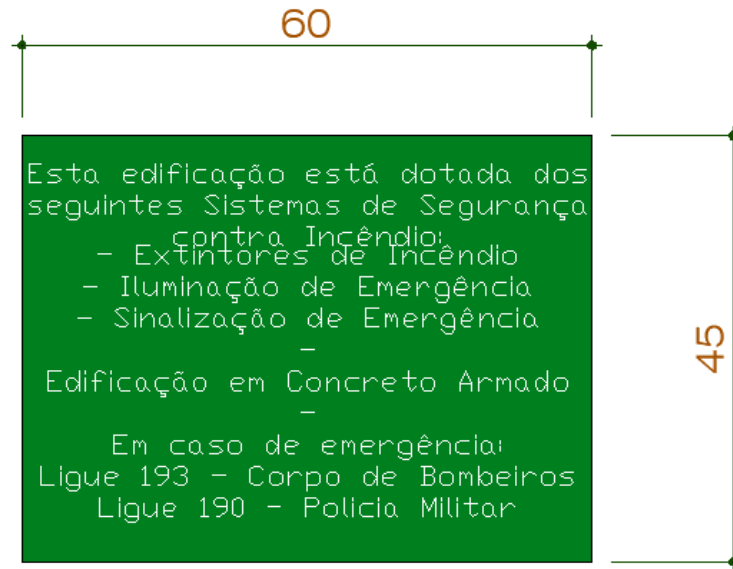 60
Esta edificação está dotada dos
seguintes Sistemas de Segurança
contra Incêndio:
- Extintores de Incêndio
- Iluminação de Emergência
- Sinalização de Emergência
-
Edificação em Concreto Armado
-
Em caso de emergência:
Ligue 193 - Corpo de Bombeiros
Ligue 190 - Policia Militar
45